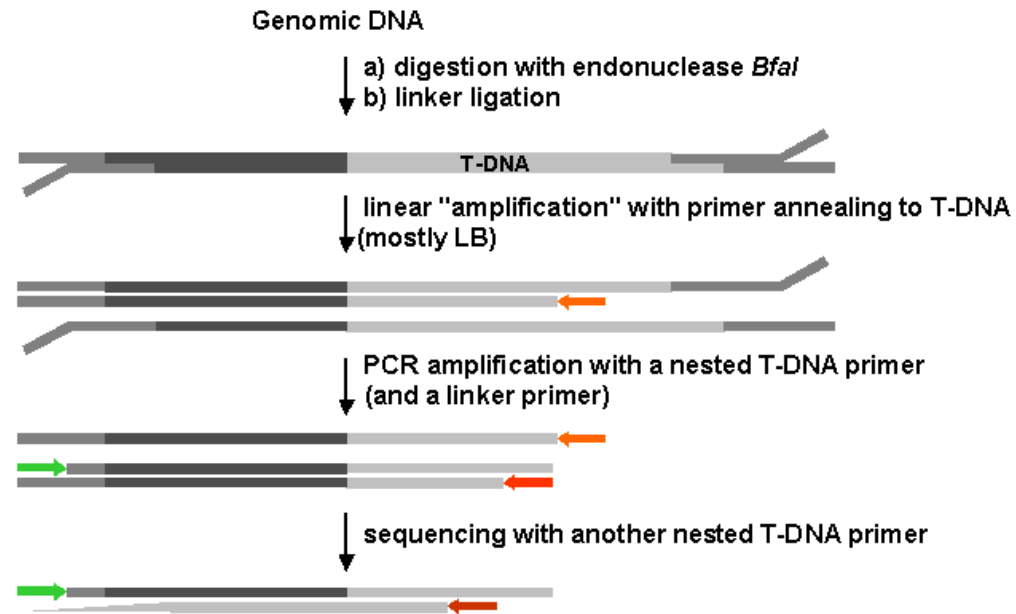 Genomic DNA
a) digestion with endonuclease BfaI
b) linker ligation
T-DNA
linear "amplification" with primer annealing to T-DNA
(mostly LB)
PCR amplification with a nested T-DNA primer
(and a linker primer)
sequencing with another nested T-DNA primer